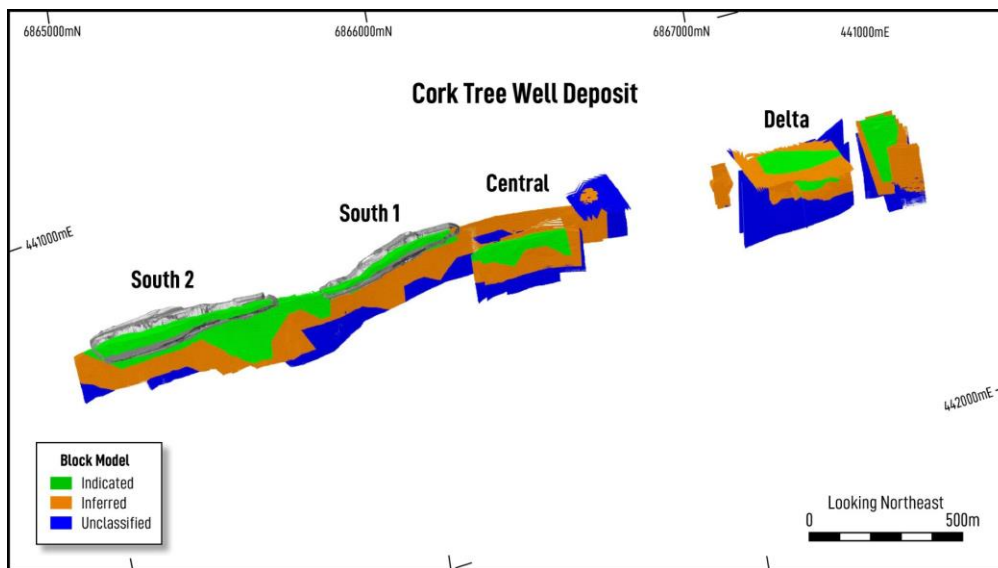 6865000mN
6866000mN
6867000mN
441000mE
Cork Tree Well Deposit
Delta
Central
South 1
441000mE
South 2
442000mE
Block Model
Indicated
Inferred
Unclassified
Looking Northeast
0
500m